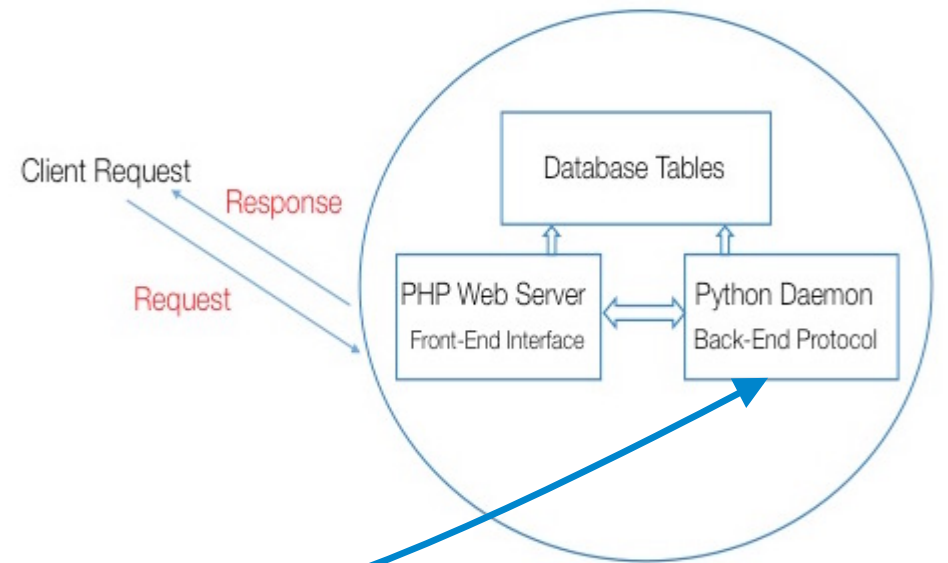 Client Request
Response
Request
Database Tables
PHP Web Server
Front-End Interface
Python Daemon
Back-End Protocol